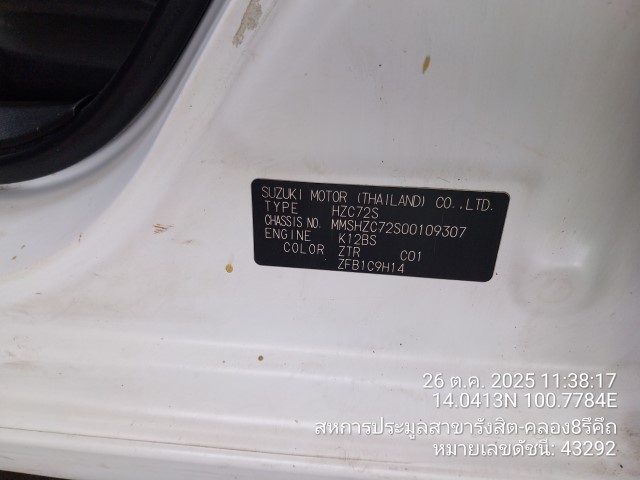 SUZUKI MOTOR (THAILAND) CO.,LTD.
TYPE HZC72S
CHASSIS NO. MMSHZC72S00109307
ENGINE K12BS
COLOR ZTR C01
ZFB1C9H14
26 ต.ค. 2025 11:38:17
14.0413N 100.7784E
สหการประมูลสาขารังสิต-คลอง8รีคีถ
หมายเลขดัชนี: 43292